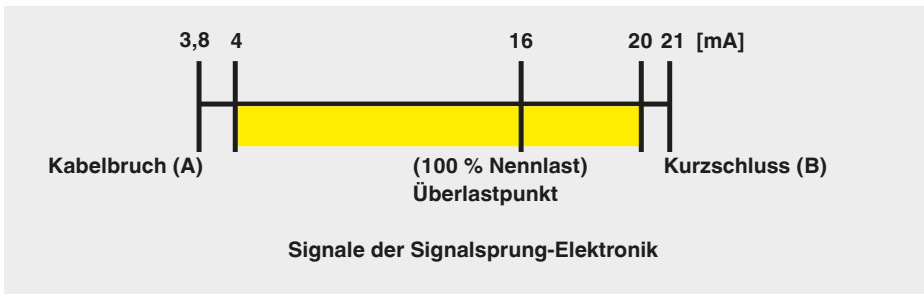 3,8 4 16 20 21 [mA]
Kabelbruch (A) (100 % Nennlast) Kurzschluss (B)
Überlastpunkt
Signale der Signalsprung-Elektronik